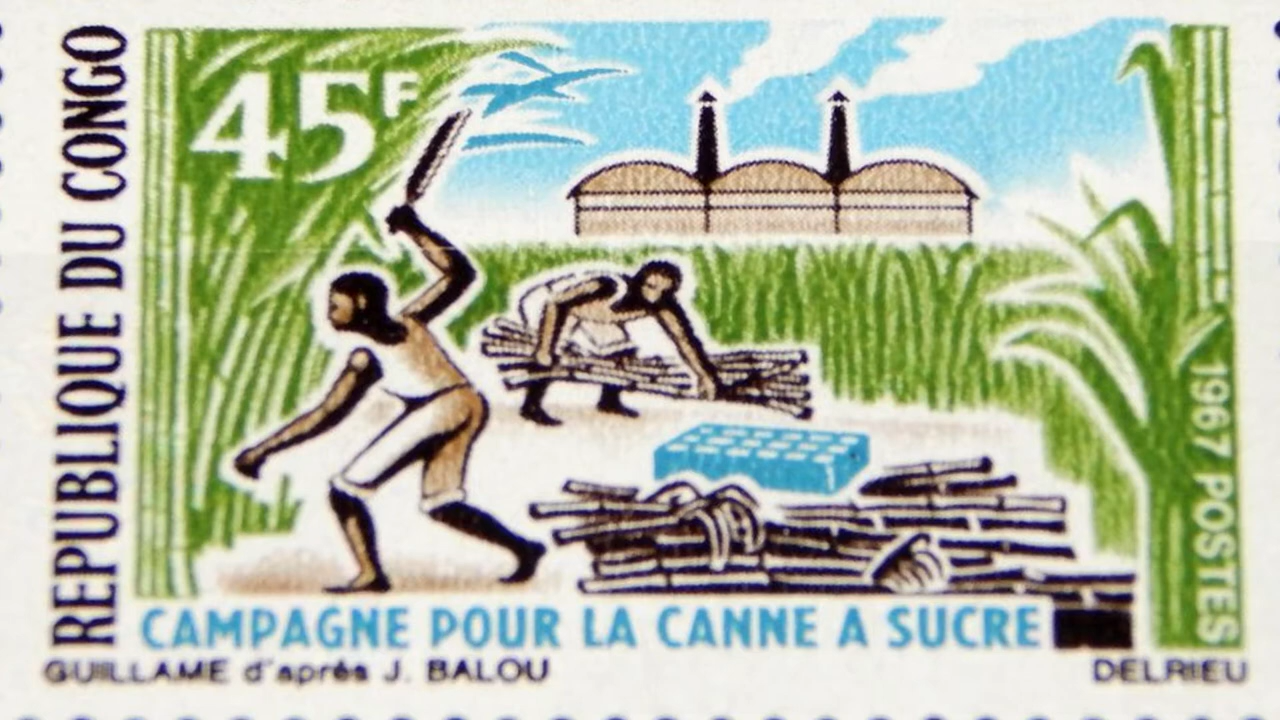 REPUBLIQUE DU CONGO
45F
1967 POSTES
CAMPAGNE POUR LA CANNE A SUCRE
GUILLAME d'après J. BALOU
DELRIEU